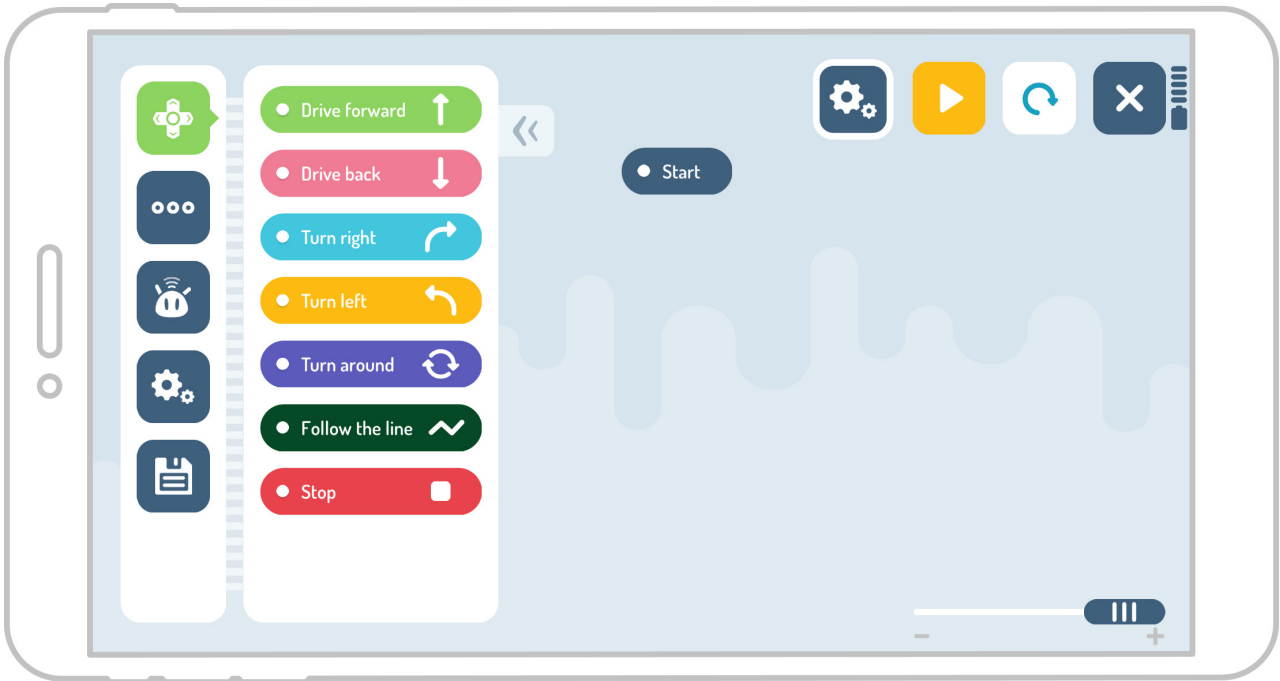 Drive forward
Drive back
Turn right
Turn left
Turn around
Follow the line
Stop
Start